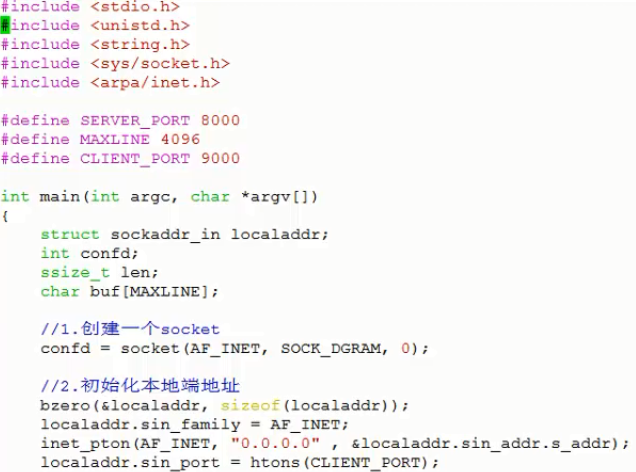 #include <stdio.h>
#include <unistd.h>
#include <string.h>
#include <sys/socket.h>
#include <arpa/inet.h>
#define SERVER_PORT 8000
#define MAXLINE 4096
#define CLIENT_PORT 9000
int main(int argc, char *argv[])
{
struct sockaddr_in localaddr;
int confd;
ssize_t len;
char buf[MAXLINE];
//1.创建一个socket
confd = socket(AF_INET, SOCK_DGRAM, 0);
//2.初始化本地端地址
bzero(&localaddr, sizeof(localaddr));
localaddr.sin_family = AF_INET;
inet_pton(AF_INET, "0.0.0.0" , &localaddr.sin_addr.s_addr);
localaddr.sin_port = htons(CLIENT_PORT);